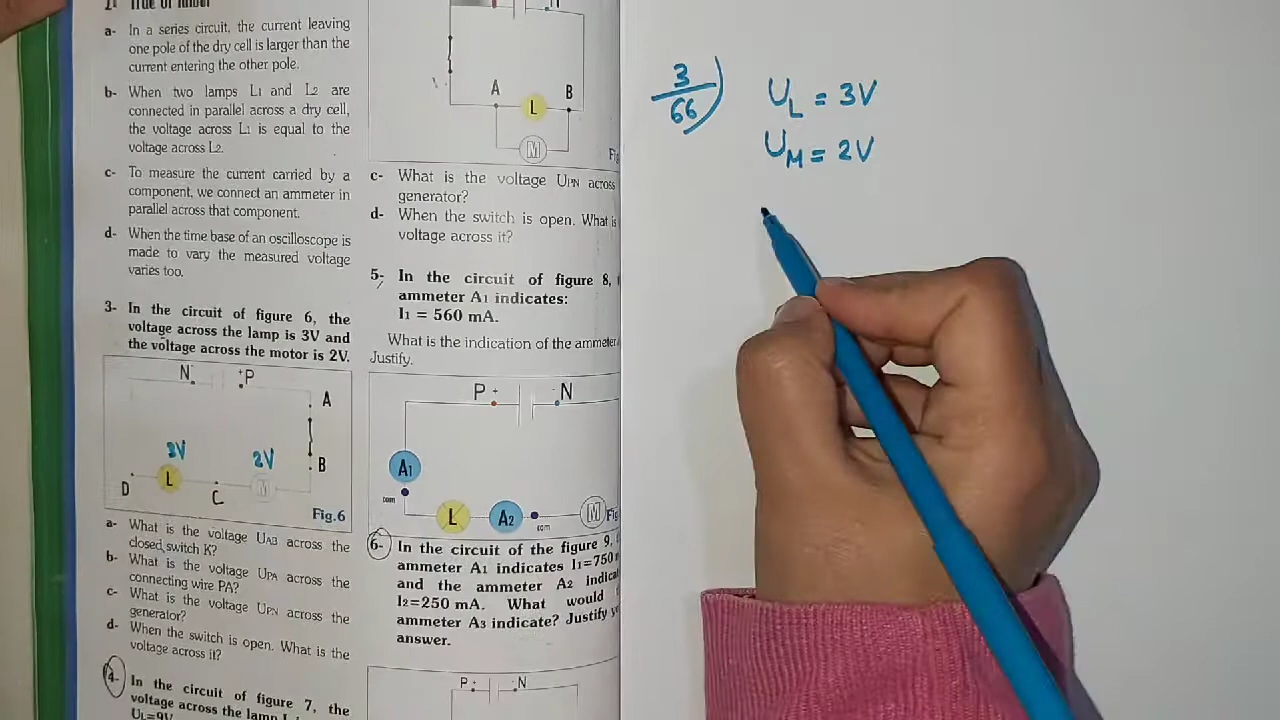 a- In a series circuit, the current leaving
one pole of the dry cell is larger than the
current entering the other pole.
b- When two lamps L1 and L2 are
connected in parallel across a dry cell,
the voltage across L1 is equal to the
voltage across L2.
c- To measure the current carried by a
component, we connect an ammeter in
parallel across that component.
d- When the time base of an oscilloscope is
made to vary the measured voltage
varies too.
3- In the circuit of figure 6, the
voltage across the lamp is 3V and
the voltage across the motor is 2V.
N
+P
A
3V
2V
B
D
L
C
M
Fig.6
a- What is the voltage UAB across the
closed switch K?
b- What is the voltage UPA across the
connecting wire PA?
c- What is the voltage UPN across the
generator?
d- When the switch is open. What is the
voltage across it?
4- In the circuit of figure 7, the
voltage across the lamp
UL=9V
A
B
L
M
c- What is the voltage UPN across
generator?
d- When the switch is open. What is
voltage across it?
5- In the circuit of figure 8,
ammeter A1 indicates:
I1 = 560 mA.
What is the indication of the ammeter
Justify.
P +
- N
A1
com
L
A2
com
M
6- In the circuit of the figure 9,
ammeter A1 indicates I1=750
and the ammeter A2
I2=250 mA. What would
ammeter A3 indicate? Justify
answer.
P +
- N
3/66)
UL = 3V
UM = 2V